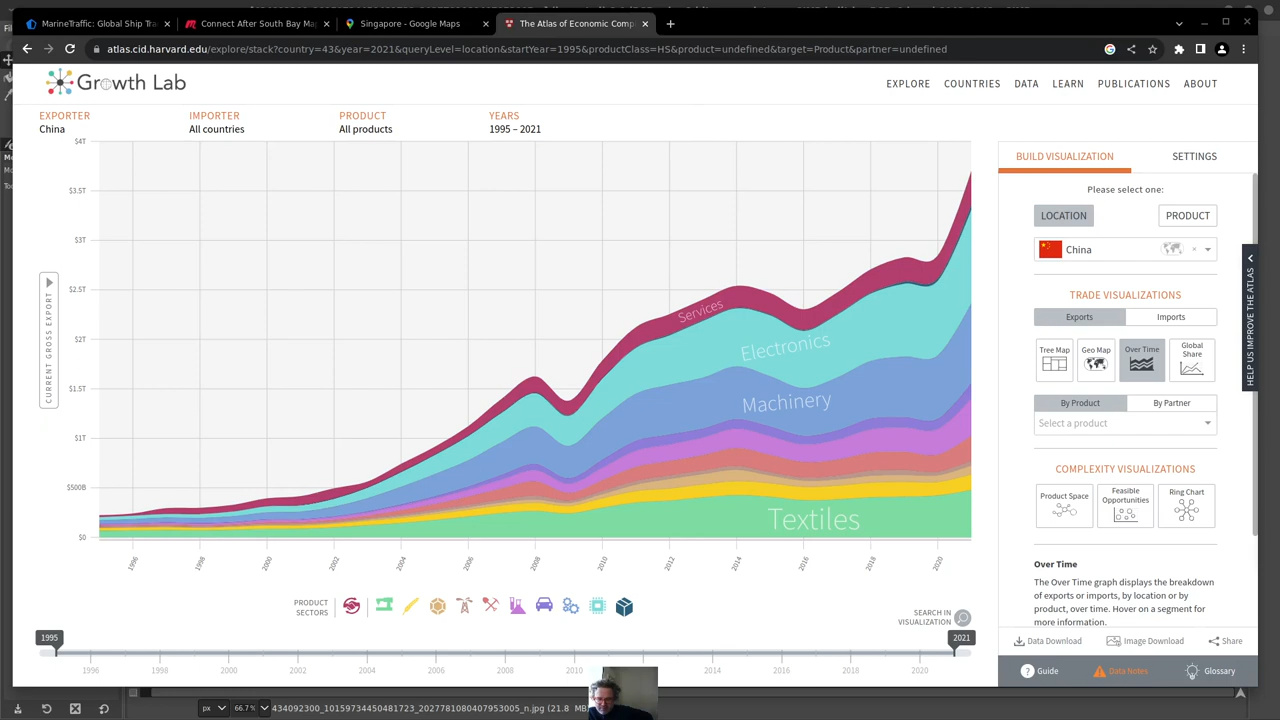 MarineTraffic: Global Ship Tra
Connect After South Bay Ma
Singapore - Google Maps
The Atlas of Economic Comp
atlas.cid.harvard.edu/explore/stack?country=43&year=2021&queryLevel=location&startYear=1995&productClass=HS&product=undefined&target=Product&partner=undefined
Growth Lab
EXPLORE COUNTRIES DATA LEARN PUBLICATIONS ABOUT
EXPORTER IMPORTER PRODUCT YEARS
China All countries All products 1995 – 2021
$4T
$3.5T
$3T
$2.5T
$2T
$1.5T
$1T
$500B
$0
CURRENT GROSS EXPORT
Services
Electronics
Machinery
Textiles
1996 1998 2000 2002 2004 2006 2008 2010 2012 2014 2016 2018 2020
PRODUCT
SECTORS
SEARCH IN
VISUALIZATION
1995 2021
1996 1998 2000 2002 2004 2006 2008 2010 2014 2016 2018 2020
BUILD VISUALIZATION SETTINGS
Please select one:
LOCATION PRODUCT
China
TRADE VISUALIZATIONS
Exports Imports
Tree Map Geo Map Over Time Global
Share
By Product By Partner
Select a product
COMPLEXITY VISUALIZATIONS
Product Space Feasible
Opportunities Ring Chart
Over Time
The Over Time graph displays the breakdown
of exports or imports, by location or by
product, over time. Hover on a segment for
more information.
Data Download Image Download Share
Guide Data Notes Glossary
HELP US IMPROVE THE ATLAS
px 66.7% 434092300_10159734450481723_2027781080407953005_n.jpg (21.8 MB)